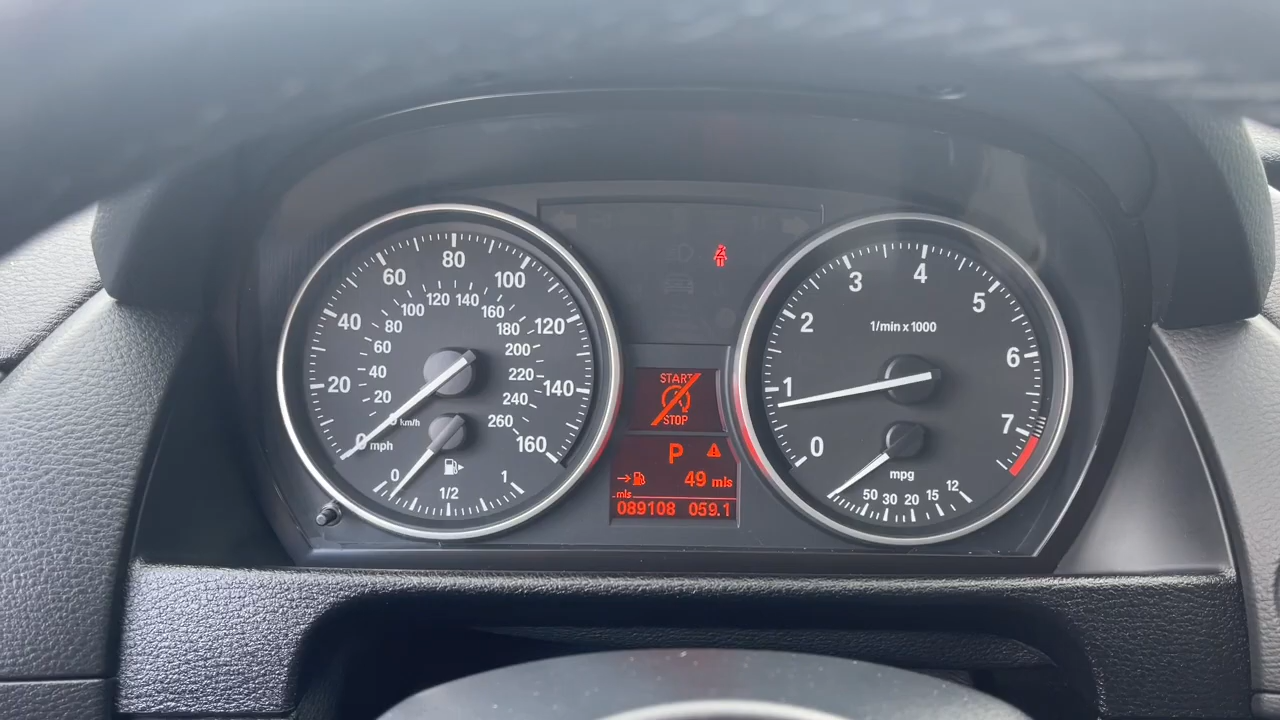 20 40 60 80 100 120 140 160
mph
20 40 60 80 100 120 140 160 180 200 220 240 260
km/h
0 1/2 1
START
STOP
P
49 mls
mls
089108 059.1
1/min x 1000
0 1 2 3 4 5 6 7
mpg
50 30 20 15 12